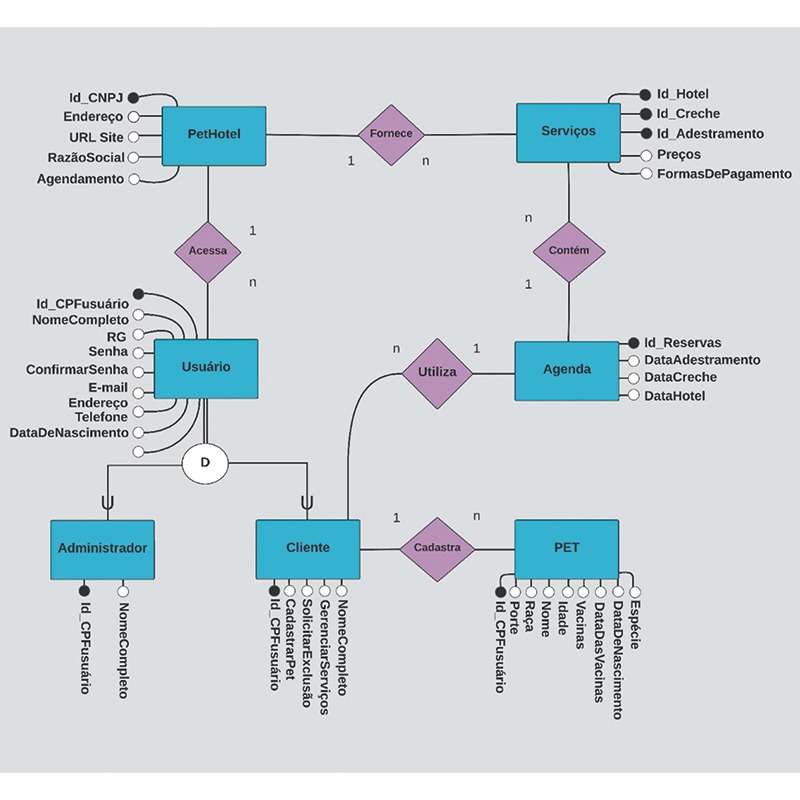 Id_CNPJ
Endereço
URL Site
RazãoSocial
Agendamento
PetHotel
1
Fornece
n
Serviços
Id_Hotel
Id_Creche
Id_Adestramento
Preços
FormasDePagamento
Acessa
1
n
n
Contém
1
Id_CPFusuário
NomeCompleto
RG
Senha
ConfirmarSenha
E-mail
Endereço
Telefone
DataDeNascimento
Usuário
n
Utiliza
1
Agenda
Id_Reservas
DataAdestramento
DataCreche
DataHotel
D
Administrador
Id_CPFusuário
NomeCompleto
Cliente
Id_CPFusuário
CadastrarPet
SolicitarExclusão
GerenciarServiços
NomeCompleto
1
Cadastra
n
PET
Id_CPFusuário
Porte
Raça
Nome
Idade
Vacinas
DataDasVacinas
DataDeNascimento
Espécie